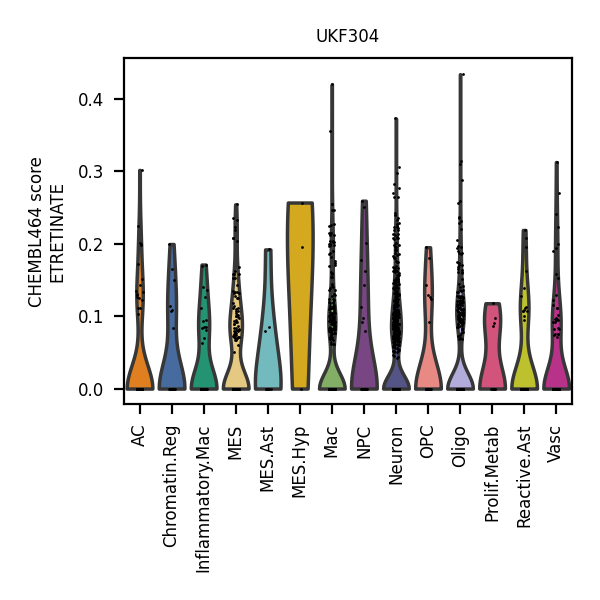 UKF304
CHEMBL464 score
ETRETINATE
0.4
0.3
0.2
0.1
0.0
AC
Chromatin.Reg
Inflammatory.Mac
MES
MES.Ast
MES.Hyp
Mac
NPC
Neuron
OPC
Oligo
Prolif.Metab
Reactive.Ast
Vasc